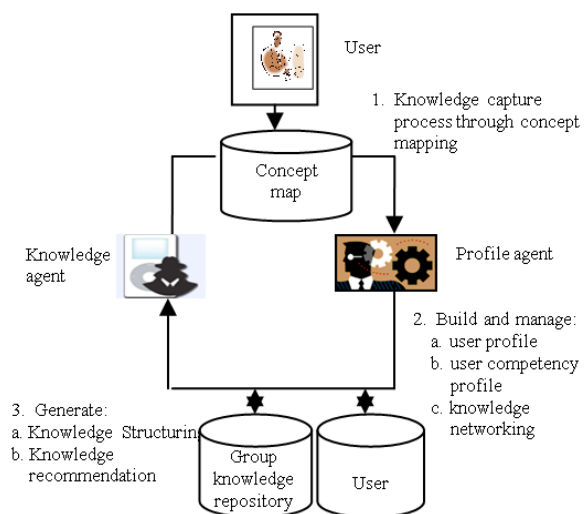 User
1. Knowledge capture
process through concept
mapping
Concept
map
Knowledge
agent
Profile agent
2. Build and manage:
a. user profile
b. user competency
profile
c. knowledge
networking
3. Generate:
a. Knowledge Structuring
b. Knowledge
recommendation
Group
knowledge
repository
User